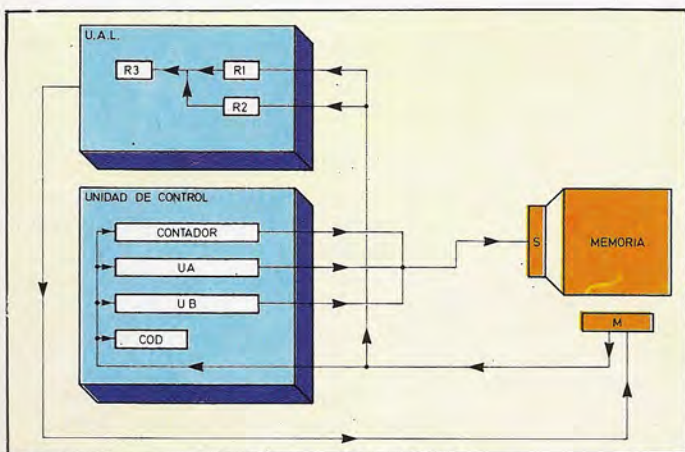 U.A.L.
R3
R1
R2
UNIDAD DE CONTROL
CONTADOR
UA
UB
COD
S
MEMORIA
M